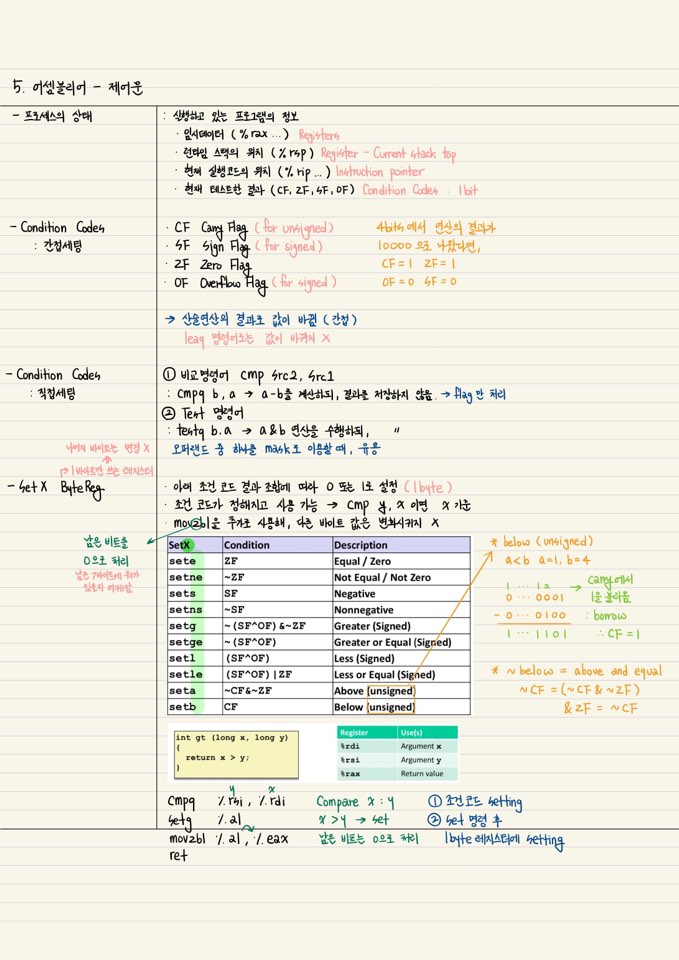 5. 어셈블리어 - 제어문
- 프로세스의 상태
: 실행하고 있는 프로그램의 정보
· 임시데이터 (%rax ...) Registers
· 런타임 스택의 위치 (%rsp) Register - Current stack top
· 현재 실행코드의 위치 (%rip ...) Instruction pointer
· 현재 테스트한 결과 (CF, ZF, SF, OF) Condition Codes : 1bit
- Condition Codes
: 간접세팅
· CF Carry Flag (for unsigned)
· SF Sign Flag (for signed)
· ZF Zero Flag
· OF Overflow Flag (for signed)
4bits에서 연산의 결과가
10000으로 나왔다면,
CF=1 ZF=1
OF=0 SF=0
→ 산술연산의 결과로 값이 바뀜 (간접)
leaq 명령어로는 값이 바뀌지 X
- Condition Codes
: 직접세팅
① 비교명령어 cmp src2, src1
: cmpq b, a → a-b를 계산하되, 결과를 저장하지 않음. → flag만 처리
② Test 명령어
: testq b.a → a&b 연산을 수행하되, 〃
오퍼랜드 중 하나를 mask로 이용할 때, 유용
나머지 바이트는 변경 X
1바이트만 쓰는 레지스터
- Set X ByteReg
· 아래 조건 코드 결과 조합에 따라 0 또는 1로 설정 (1byte)
· 조건 코드가 정해지고 사용 가능 → cmp y, x 이면 x 기준
· movzbl을 추가로 사용해, 다른 바이트 값은 변화시키지 X
남은 비트를
0으로 처리
남은 7바이트에 뭐가
SetX Condition Description
sete ZF Equal / Zero
setne ~ZF Not Equal / Not Zero
sets SF Negative
setns ~SF Nonnegative
setg ~(SF^OF)&~ZF Greater (Signed)
setge ~(SF^OF) Greater or Equal (Signed)
setl (SF^OF) Less (Signed)
setle (SF^OF)|ZF Less or Equal (Signed)
seta ~CF&~ZF Above (unsigned)
setb CF Below (unsigned)
* below (unsigned)
a<b a=1, b=4
1 ... 12
0 ... 0001
- 0 ... 0100
1 ... 1101
→ carry에서
1을 빌려옴
: borrow
∴ CF=1
* ~below = above and equal
~CF = (~CF & ~ZF)
& ZF = ~CF
int gt (long x, long y)
{
return x > y;
}
Register Use(s)
%rdi Argument x
%rsi Argument y
%rax Return value
y x
cmpq %rsi, %rdi Compare x : y ① 조건코드 setting
setg %al x>y → set ② set 명령 후
movzbl %al, %eax 남은 비트는 0으로 처리 1byte 레지스터에 setting
ret